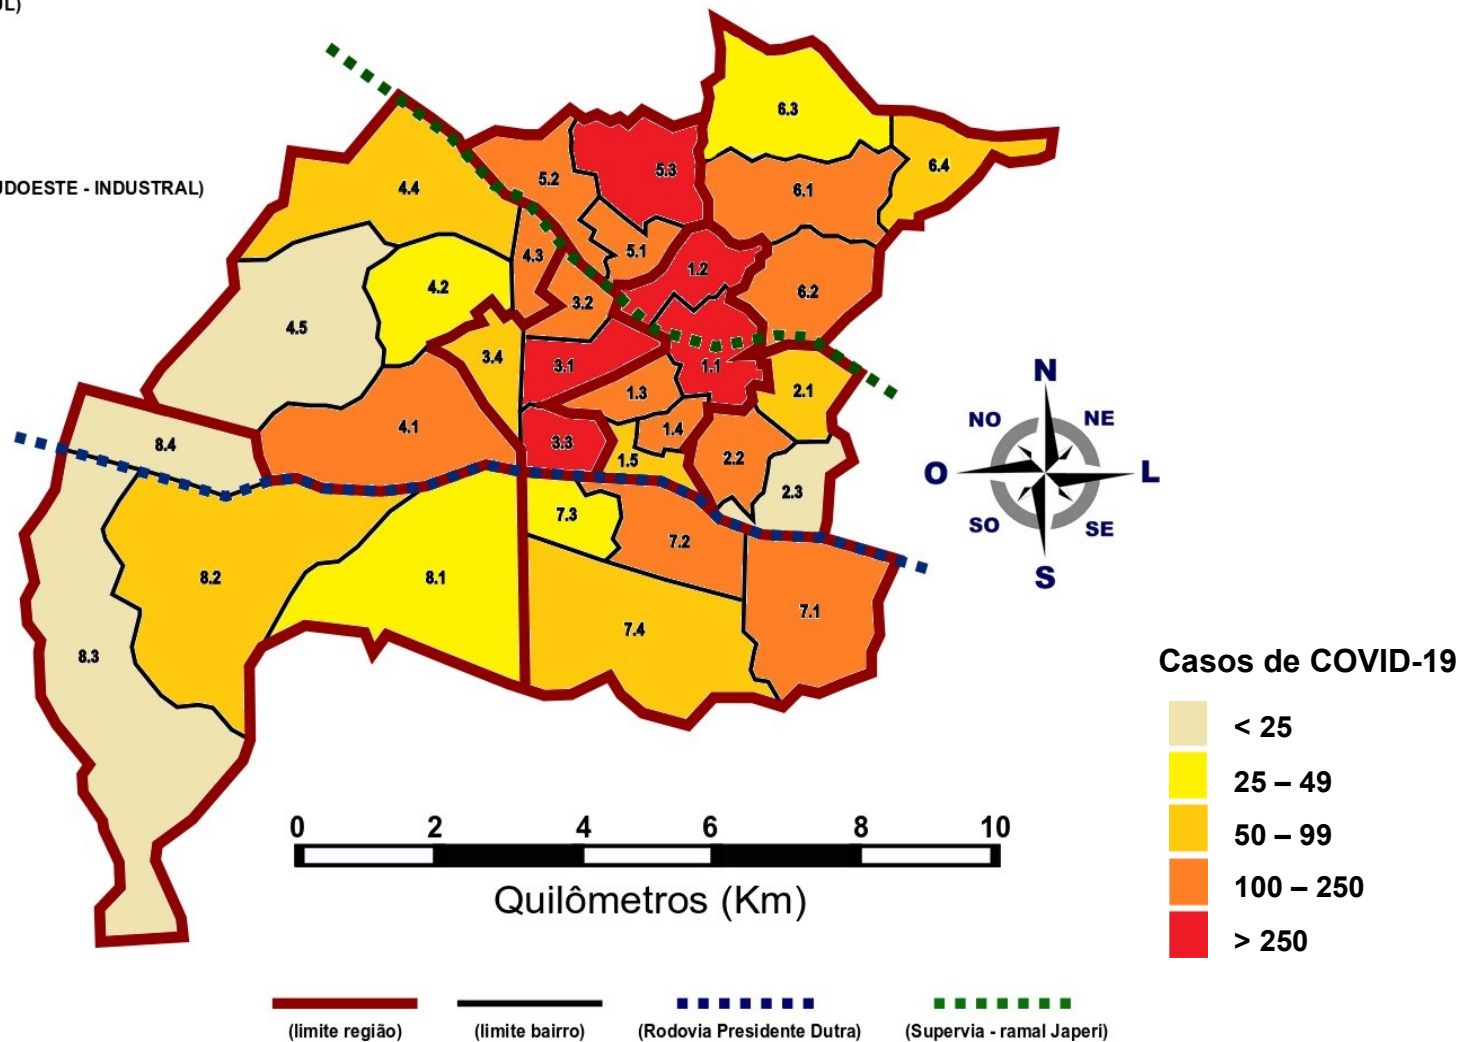 UL)
UDOESTE - INDUSTRAL)
6.3
6.4
5.3
5.2
6.1
4.4
5.1
4.3
1.2
4.2
6.2
3.2
4.5
3.4
3.1
1.1
1.3
2.1
4.1
1.4
3.3
8.4
1.5
2.2
2.3
7.3
7.2
8.2
8.1
7.1
7.4
8.3
N
NO
NE
O
L
SO
SE
S
Casos de COVID-19
< 25
25 – 49
50 – 99
100 – 250
> 250
0 2 4 6 8 10
Quilômetros (Km)
(limite região)
(limite bairro)
(Rodovia Presidente Dutra)
(Supervia - ramal Japeri)